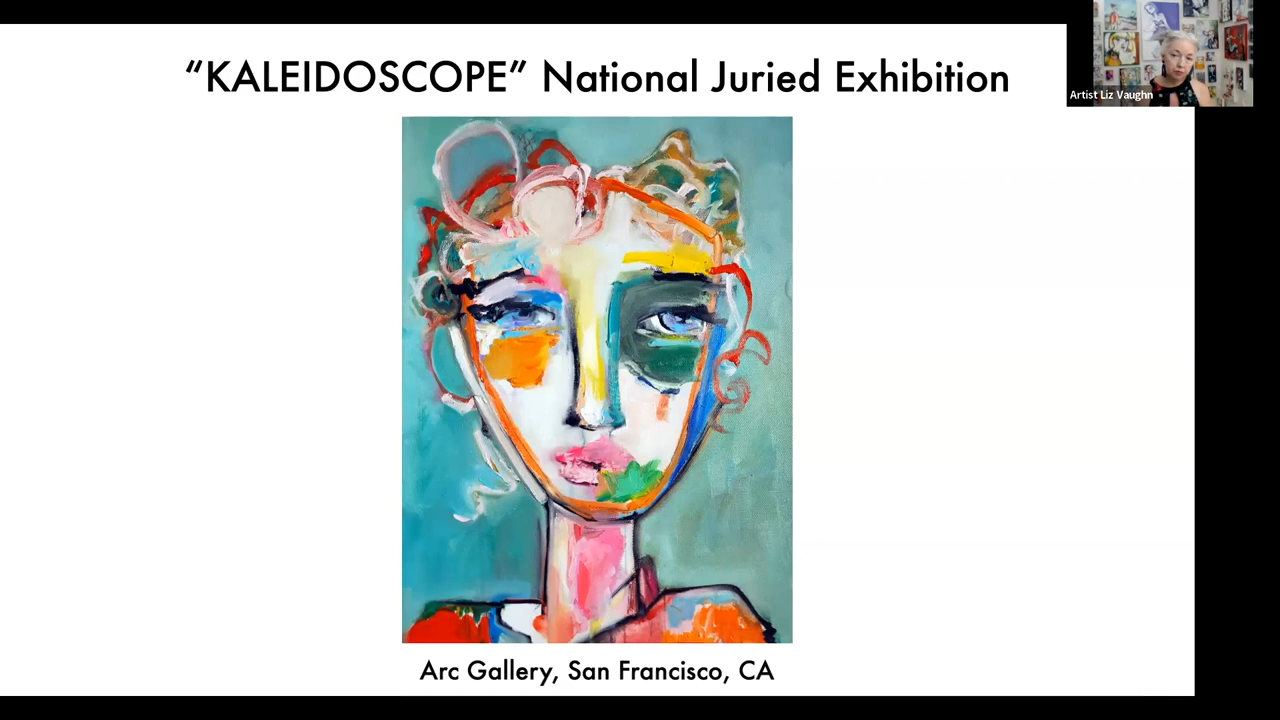 “KALEIDOSCOPE” National Juried Exhibition
Artist Liz Vaughn
Arc Gallery, San Francisco, CA